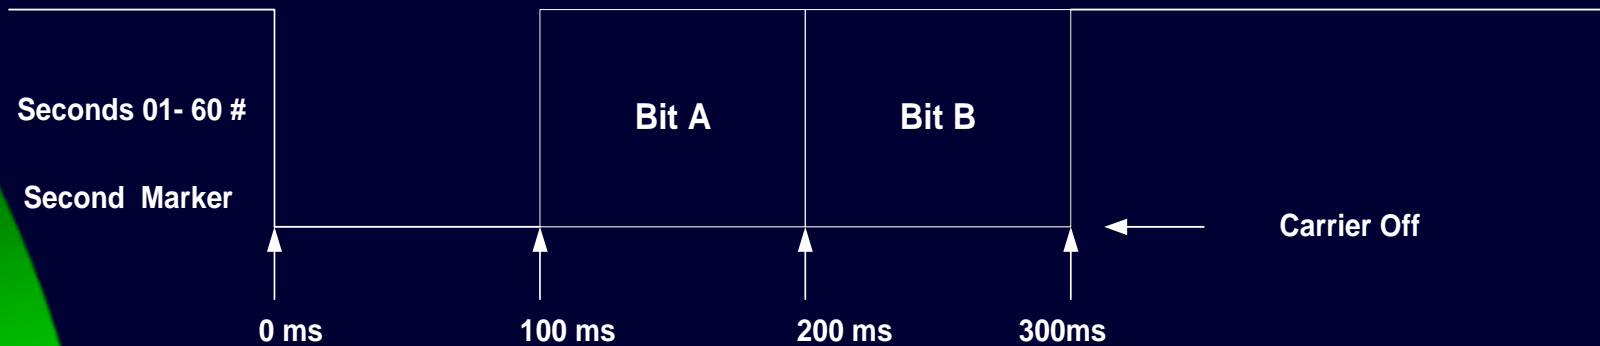 Seconds 01- 60 #
Bit A
Bit B
Second Marker
Carrier Off
0 ms
100 ms
200 ms
300ms